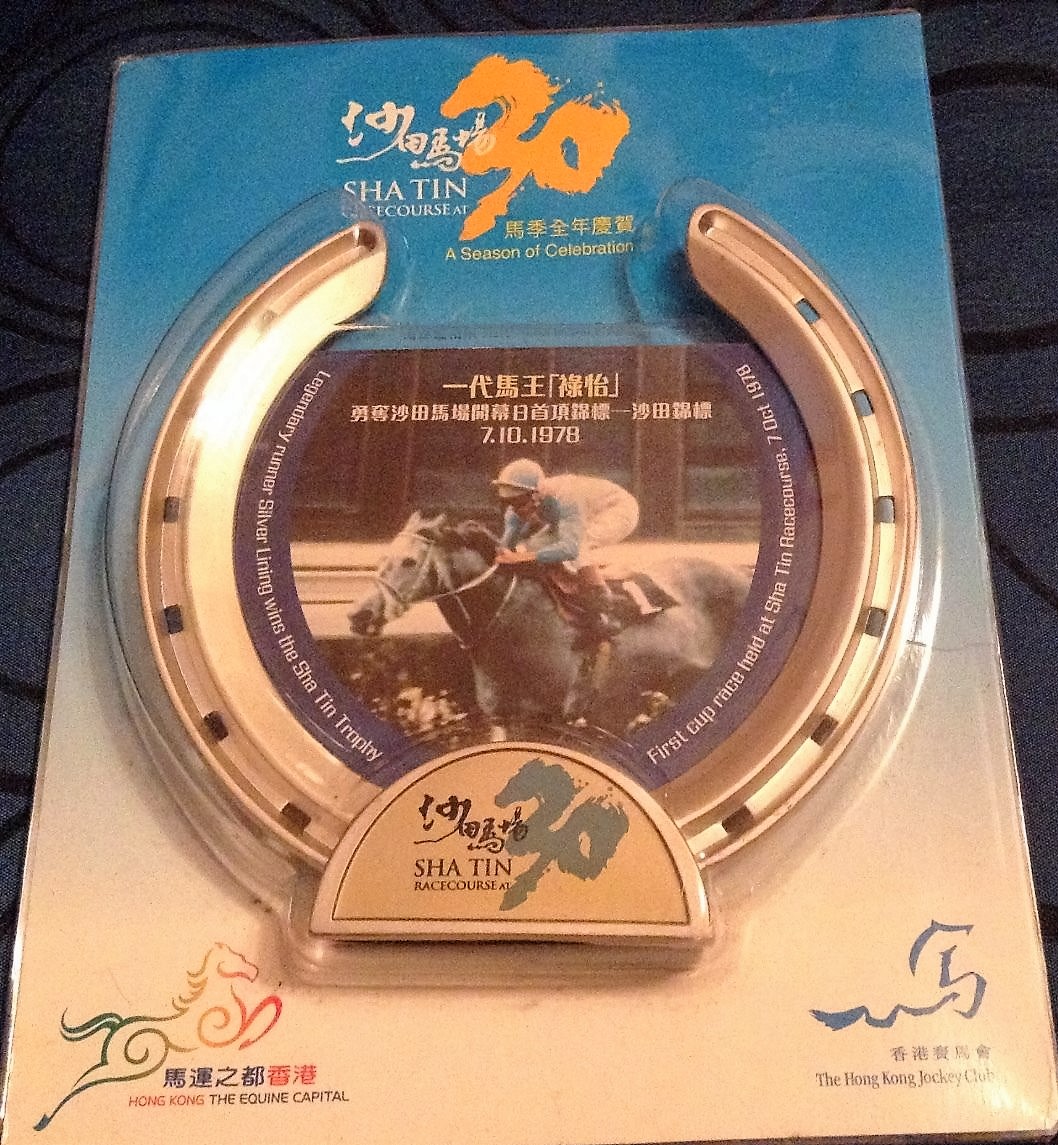 沙田馬場 30
SHA TIN
RACECOURSE AT
馬季全年慶賀
A Season of Celebration
一代馬王「祿怡」
勇奪沙田馬場開幕日首項錦標—沙田錦標
7.10.1978
Legendary runner Silver Lining wins the Sha Tin Trophy
First cup race held at Sha Tin Racecourse, 7 Oct 1978
1
沙田馬場 30
SHA TIN
RACECOURSE AT
馬運之都香港
HONG KONG THE EQUINE CAPITAL
馬
香港賽馬會
The Hong Kong Jockey Club